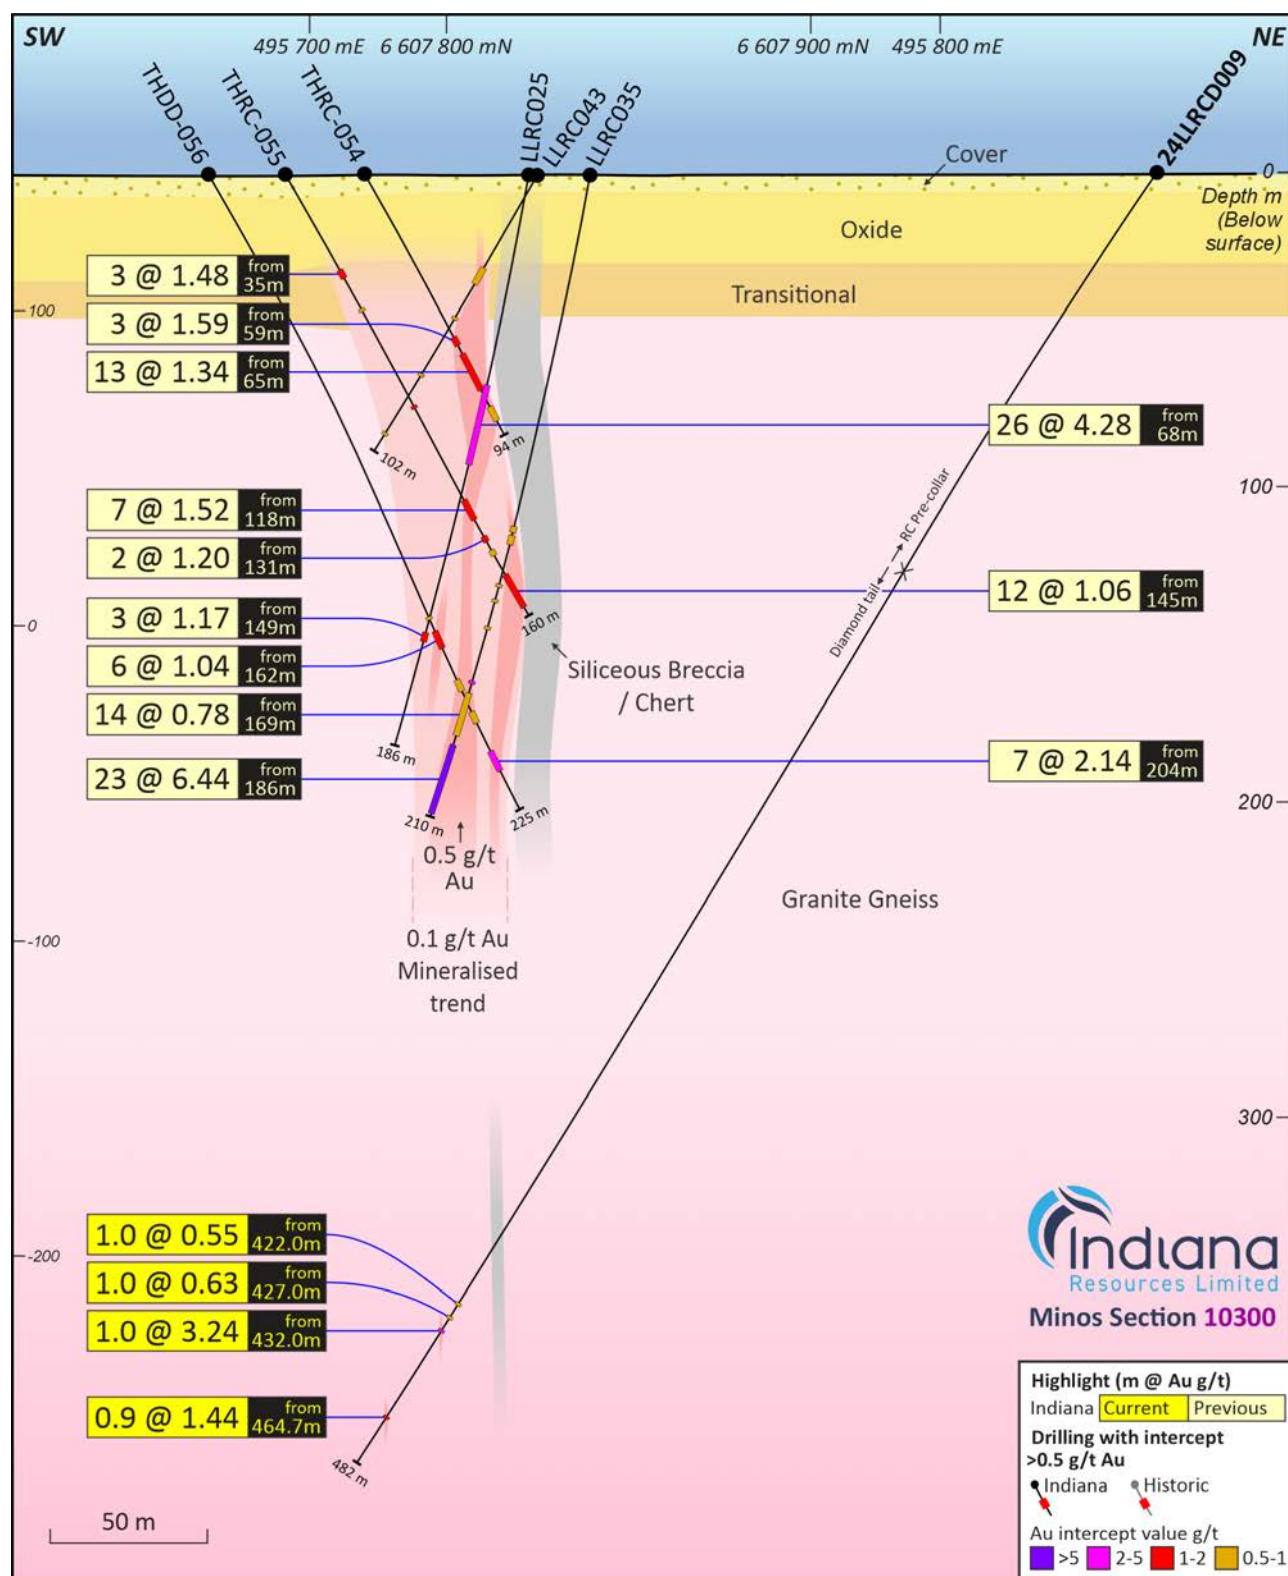 SW
495 700 mE
6 607 800 mN
6 607 900 mN
495 800 mE
NE
THDD-056
THRC-055
THRC-054
LLRC025
LLRC043
LLRC035
24LLRCD009
Cover
0
Depth m
(Below
surface)
Oxide
Transitional
3 @ 1.48 from 35m
3 @ 1.59 from 59m
13 @ 1.34 from 65m
100
26 @ 4.28 from 68m
94 m
102 m
100
7 @ 1.52 from 118m
2 @ 1.20 from 131m
RC Pre-collar
Diamond tail
12 @ 1.06 from 145m
160 m
0
3 @ 1.17 from 149m
6 @ 1.04 from 162m
14 @ 0.78 from 169m
23 @ 6.44 from 186m
Siliceous Breccia
/ Chert
186 m
7 @ 2.14 from 204m
210 m
225 m
200
0.5 g/t
Au
Granite Gneiss
-100
0.1 g/t Au
Mineralised
trend
300
1.0 @ 0.55 from 422.0m
1.0 @ 0.63 from 427.0m
1.0 @ 3.24 from 432.0m
0.9 @ 1.44 from 464.7m
-200
482 m
50 m
Indiana
Resources Limited
Minos Section 10300
Highlight (m @ Au g/t)
Indiana Current Previous
Drilling with intercept
>0.5 g/t Au
Indiana Historic
Au intercept value g/t
>5 2-5 1-2 0.5-1